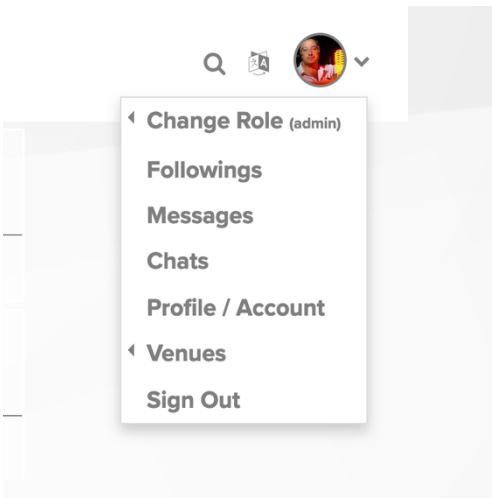 Change Role (admin)
Followings
Messages
Chats
Profile / Account
Venues
Sign Out